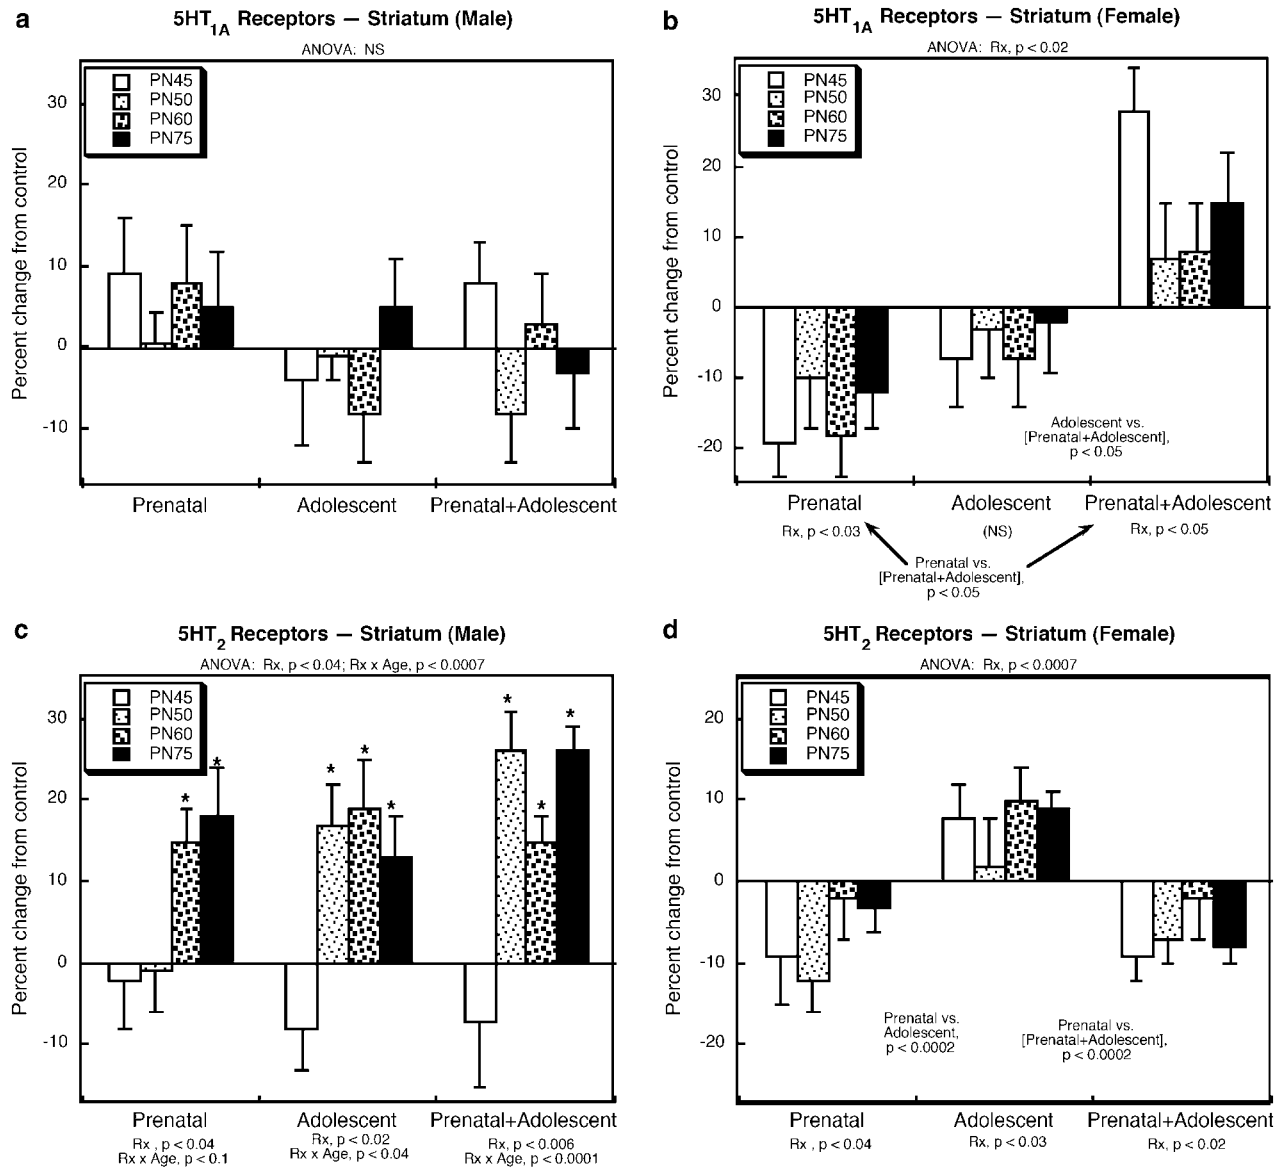 a
5HT1A Receptors — Striatum (Male)
ANOVA: NS
PN45
PN50
PN60
PN75
Percent change from control
30
20
10
0
-10
Prenatal
Adolescent
Prenatal+Adolescent
b
5HT1A Receptors — Striatum (Female)
ANOVA: Rx, p < 0.02
PN45
PN50
PN60
PN75
Percent change from control
30
20
10
0
-10
-20
Adolescent vs.
[Prenatal+Adolescent],
p < 0.05
Prenatal
Adolescent
Prenatal+Adolescent
Rx, p < 0.03
(NS)
Rx, p < 0.05
Prenatal vs.
[Prenatal+Adolescent],
p < 0.05
c
5HT2 Receptors — Striatum (Male)
ANOVA: Rx, p < 0.04; Rx x Age, p < 0.0007
PN45
PN50
PN60
PN75
Percent change from control
30
20
10
0
-10
* * * * * * * *
Prenatal
Adolescent
Prenatal+Adolescent
Rx , p < 0.04
Rx x Age, p < 0.1
Rx, p < 0.02
Rx x Age, p < 0.04
Rx, p < 0.006
Rx x Age, p < 0.0001
d
5HT2 Receptors — Striatum (Female)
ANOVA: Rx, p < 0.0007
PN45
PN50
PN60
PN75
Percent change from control
20
10
0
-10
-20
Prenatal vs.
Adolescent,
p < 0.0002
Prenatal vs.
[Prenatal+Adolescent],
p < 0.0002
Prenatal
Adolescent
Prenatal+Adolescent
Rx , p < 0.04
Rx, p < 0.03
Rx, p < 0.02